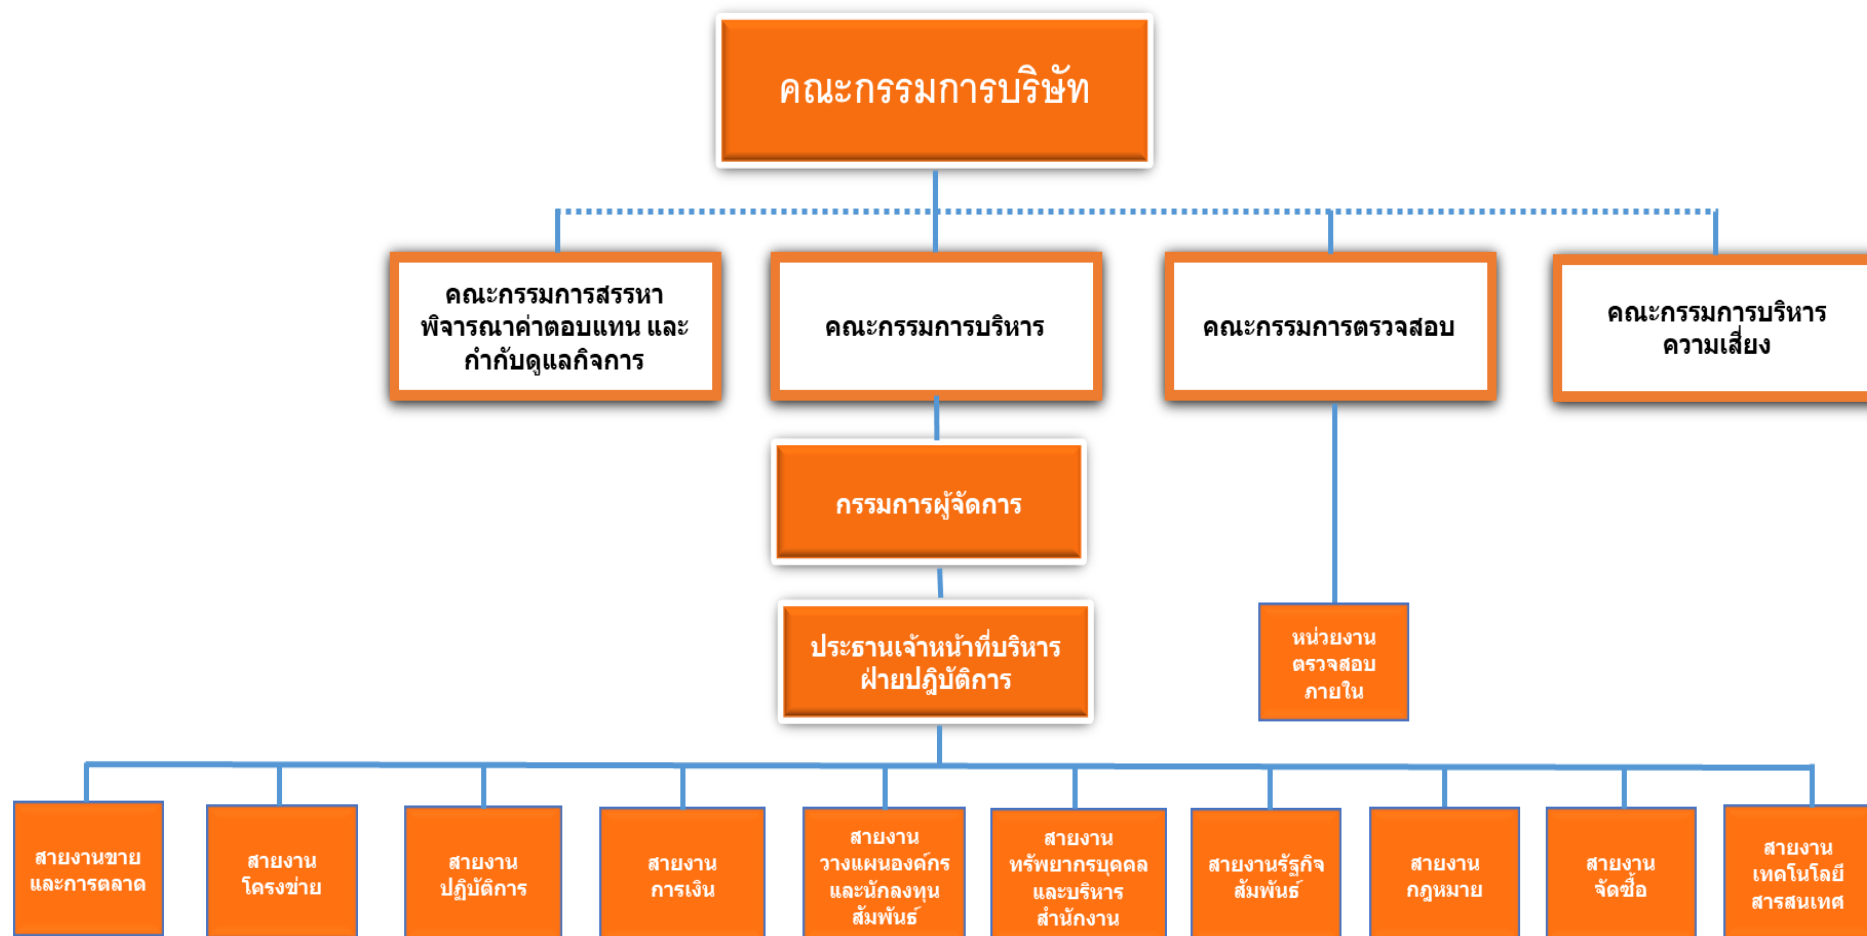 คณะกรรมการบริษัท
คณะกรรมการสรรหา
พิจารณาค่าตอบแทน และ
กำกับดูแลกิจการ
คณะกรรมการบริหาร
คณะกรรมการตรวจสอบ
คณะกรรมการบริหาร
ความเสี่ยง
กรรมการผู้จัดการ
ประธานเจ้าหน้าที่บริหาร
ฝ่ายปฎิบัติการ
หน่วยงาน
ตรวจสอบ
ภายใน
สายงานขาย
และการตลาด
สายงาน
โครงข่าย
สายงาน
ปฏิบัติการ
สายงาน
การเงิน
สายงาน
วางแผนองค์กร
และนักลงทุน
สัมพันธ์
สายงาน
ทรัพยากรบุคคล
และบริหาร
สำนักงาน
สายงานรัฐกิจ
สัมพันธ์
สายงาน
กฎหมาย
สายงาน
จัดซื้อ
สายงาน
เทคโนโลยี
สารสนเทศ